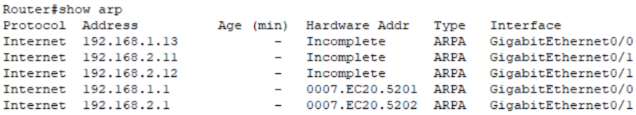 Router#show arp
Protocol  Address          Age (min)  Hardware Addr   Type   Interface
Internet  192.168.1.13            -   Incomplete      ARPA   GigabitEthernet0/0
Internet  192.168.2.11            -   Incomplete      ARPA   GigabitEthernet0/1
Internet  192.168.2.12            -   Incomplete      ARPA   GigabitEthernet0/1
Internet  192.168.1.1             -   0007.EC20.5201  ARPA   GigabitEthernet0/0
Internet  192.168.2.1             -   0007.EC20.5202  ARPA   GigabitEthernet0/1